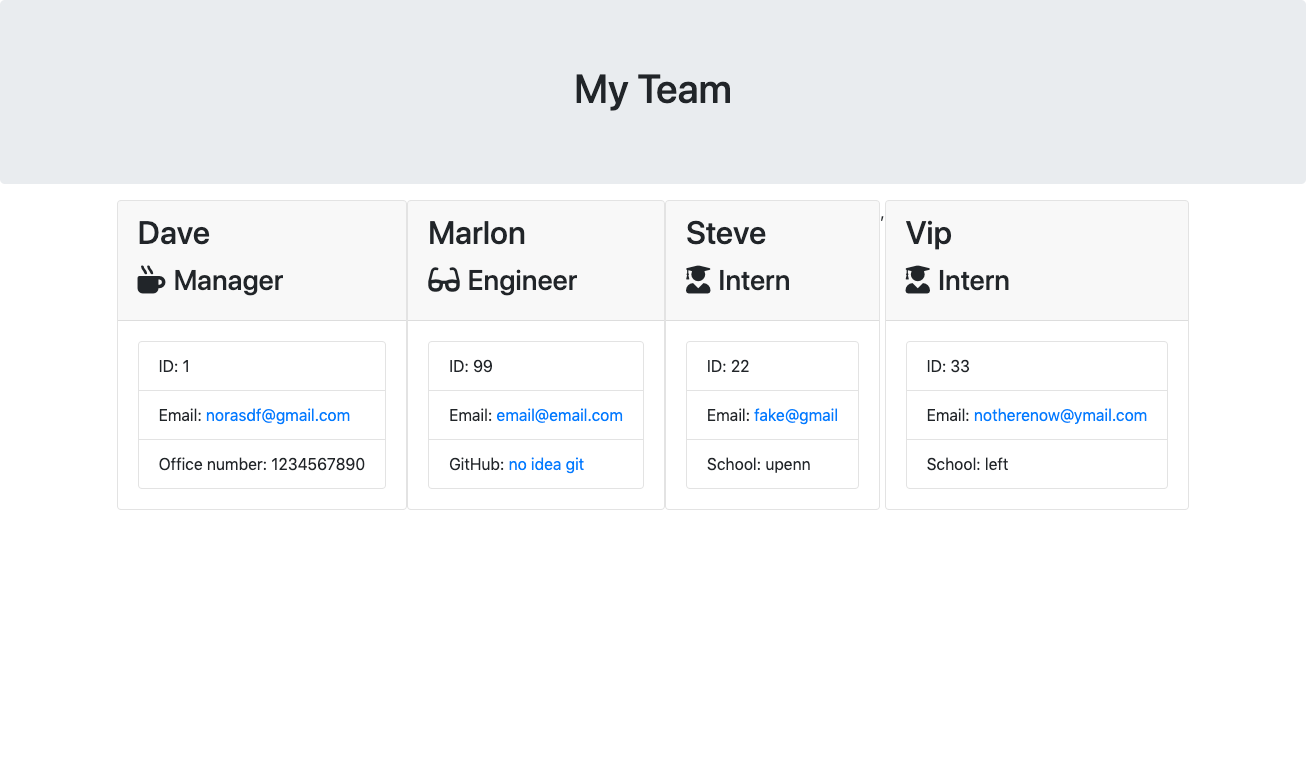 My Team
Dave
Manager
ID: 1
Email: norasdf@gmail.com
Office number: 1234567890
Marlon
Engineer
ID: 99
Email: email@email.com
GitHub: no idea git
Steve
Intern
ID: 22
Email: fake@gmail
School: upenn
,
Vip
Intern
ID: 33
Email: notherenow@ymail.com
School: left